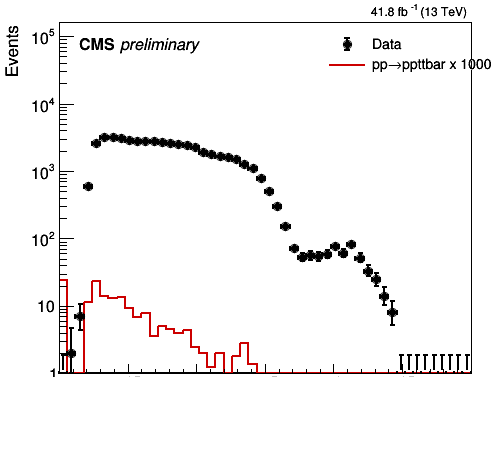 41.8 fb⁻¹ (13 TeV)
Events
CMS preliminary
Data
pp→ppttbar x 1000
10⁵
10⁴
10³
10²
10
1